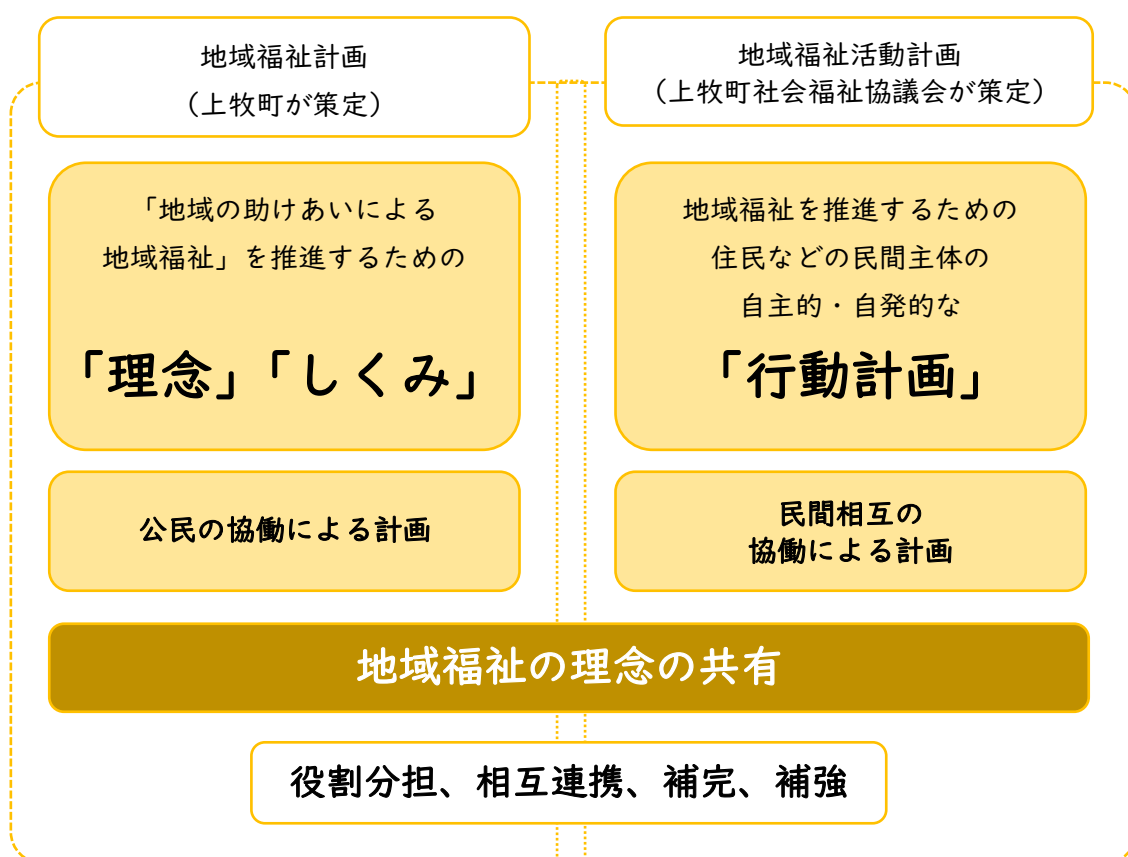 地域福祉計画
（上牧町が策定）
「地域の助けあいによる
地域福祉」を推進するための
「理念」「しくみ」
公民の協働による計画
地域福祉活動計画
（上牧町社会福祉協議会が策定）
地域福祉を推進するための
住民などの民間主体の
自主的・自発的な
「行動計画」
民間相互の
協働による計画
地域福祉の理念の共有
役割分担、相互連携、補完、補強